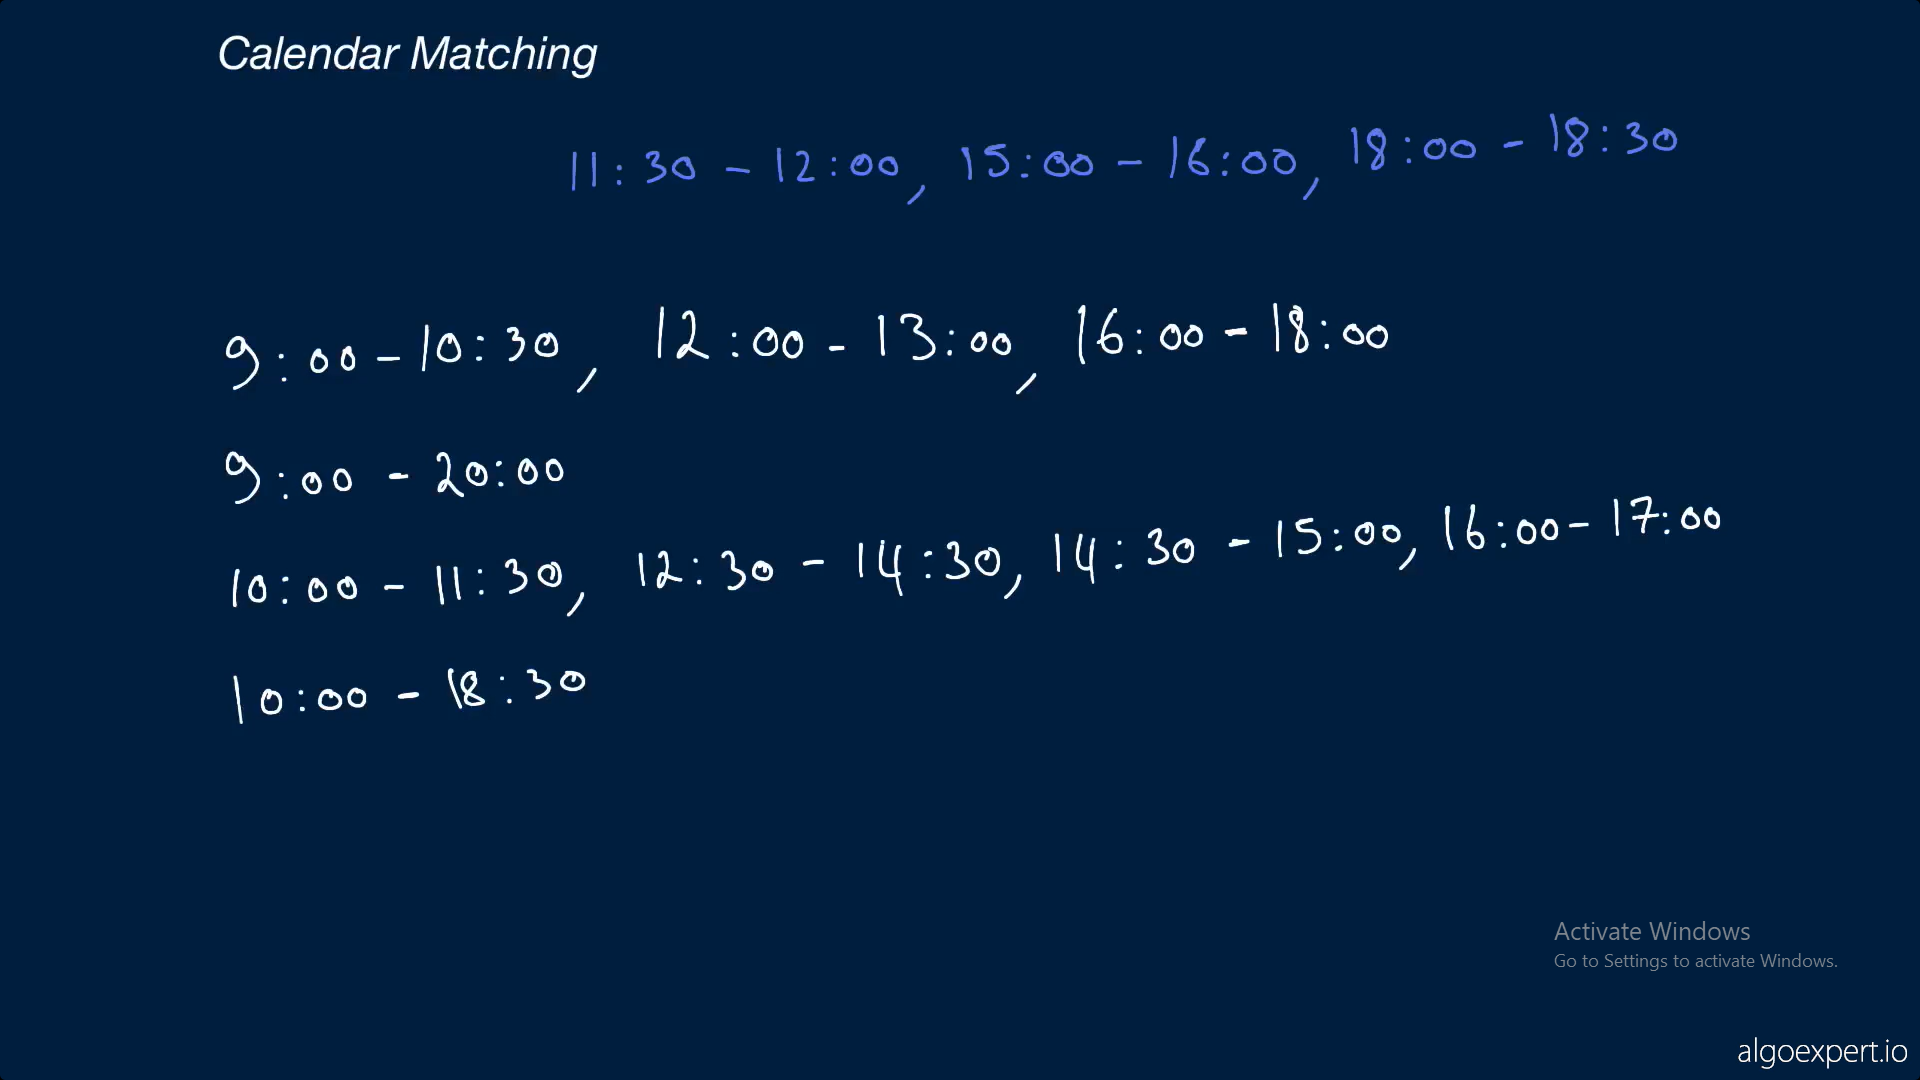 Calendar Matching
11:30 - 12:00, 15:00 - 16:00, 18:00 - 18:30
9:00 - 10:30, 12:00 - 13:00, 16:00 - 18:00
9:00 - 20:00
10:00 - 11:30, 12:30 - 14:30, 14:30 - 15:00, 16:00 - 17:00
10:00 - 18:30
Activate Windows
Go to Settings to activate Windows.
algoexpert.io